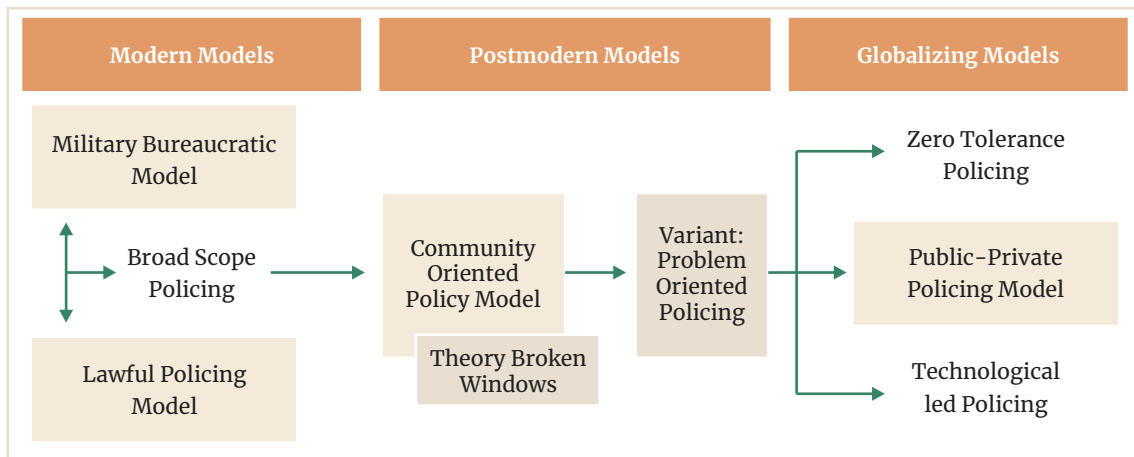 Modern Models
Postmodern Models
Globalizing Models
Military Bureaucratic
Model
Broad Scope
Policing
Lawful Policing
Model
Community
Oriented
Policy Model
Theory Broken
Windows
Variant:
Problem
Oriented
Policing
Zero Tolerance
Policing
Public-Private
Policing Model
Technological
led Policing